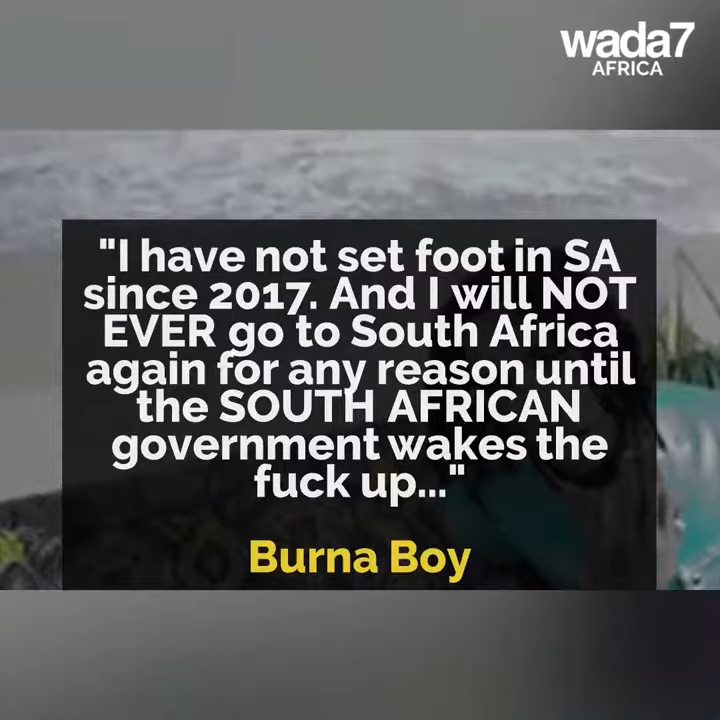 wada7
AFRICA
"I have not set foot in SA
since 2017. And I will NOT
EVER go to South Africa
again for any reason until
the SOUTH AFRICAN
government wakes the
fuck up..."
Burna Boy